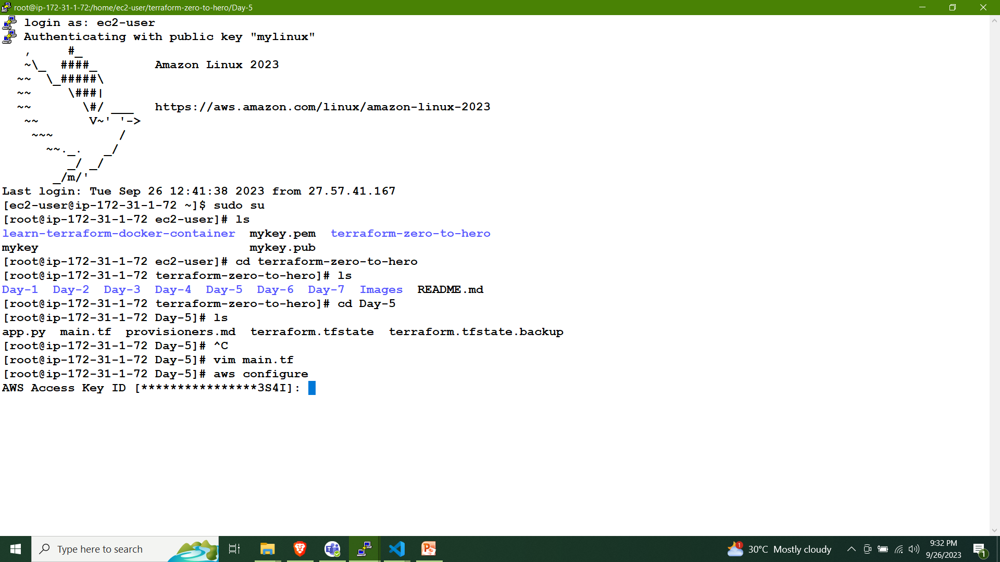 root@ip-172-31-1-72:/home/ec2-user/terraform-zero-to-hero/Day-5
login as: ec2-user
Authenticating with public key "mylinux"
   ,     #_
   ~\_  ####_        Amazon Linux 2023
  ~~  \_#####\
  ~~     \###|
  ~~       \#/ ___   https://aws.amazon.com/linux/amazon-linux-2023
   ~~       V~' '->
    ~~~         /
      ~~._.   _/
         _/ _/
       _/m/'
Last login: Tue Sep 26 12:41:38 2023 from 27.57.41.167
[ec2-user@ip-172-31-1-72 ~]$ sudo su
[root@ip-172-31-1-72 ec2-user]# ls
learn-terraform-docker-container  mykey.pem  terraform-zero-to-hero
mykey                             mykey.pub
[root@ip-172-31-1-72 ec2-user]# cd terraform-zero-to-hero
[root@ip-172-31-1-72 terraform-zero-to-hero]# ls
Day-1  Day-2  Day-3  Day-4  Day-5  Day-6  Day-7  Images  README.md
[root@ip-172-31-1-72 terraform-zero-to-hero]# cd Day-5
[root@ip-172-31-1-72 Day-5]# ls
app.py  main.tf  provisioners.md  terraform.tfstate  terraform.tfstate.backup
[root@ip-172-31-1-72 Day-5]# ^C
[root@ip-172-31-1-72 Day-5]# vim main.tf
[root@ip-172-31-1-72 Day-5]# aws configure
AWS Access Key ID [****************3S4I]:
Type here to search
1
30°C Mostly cloudy
9:32 PM
9/26/2023
1